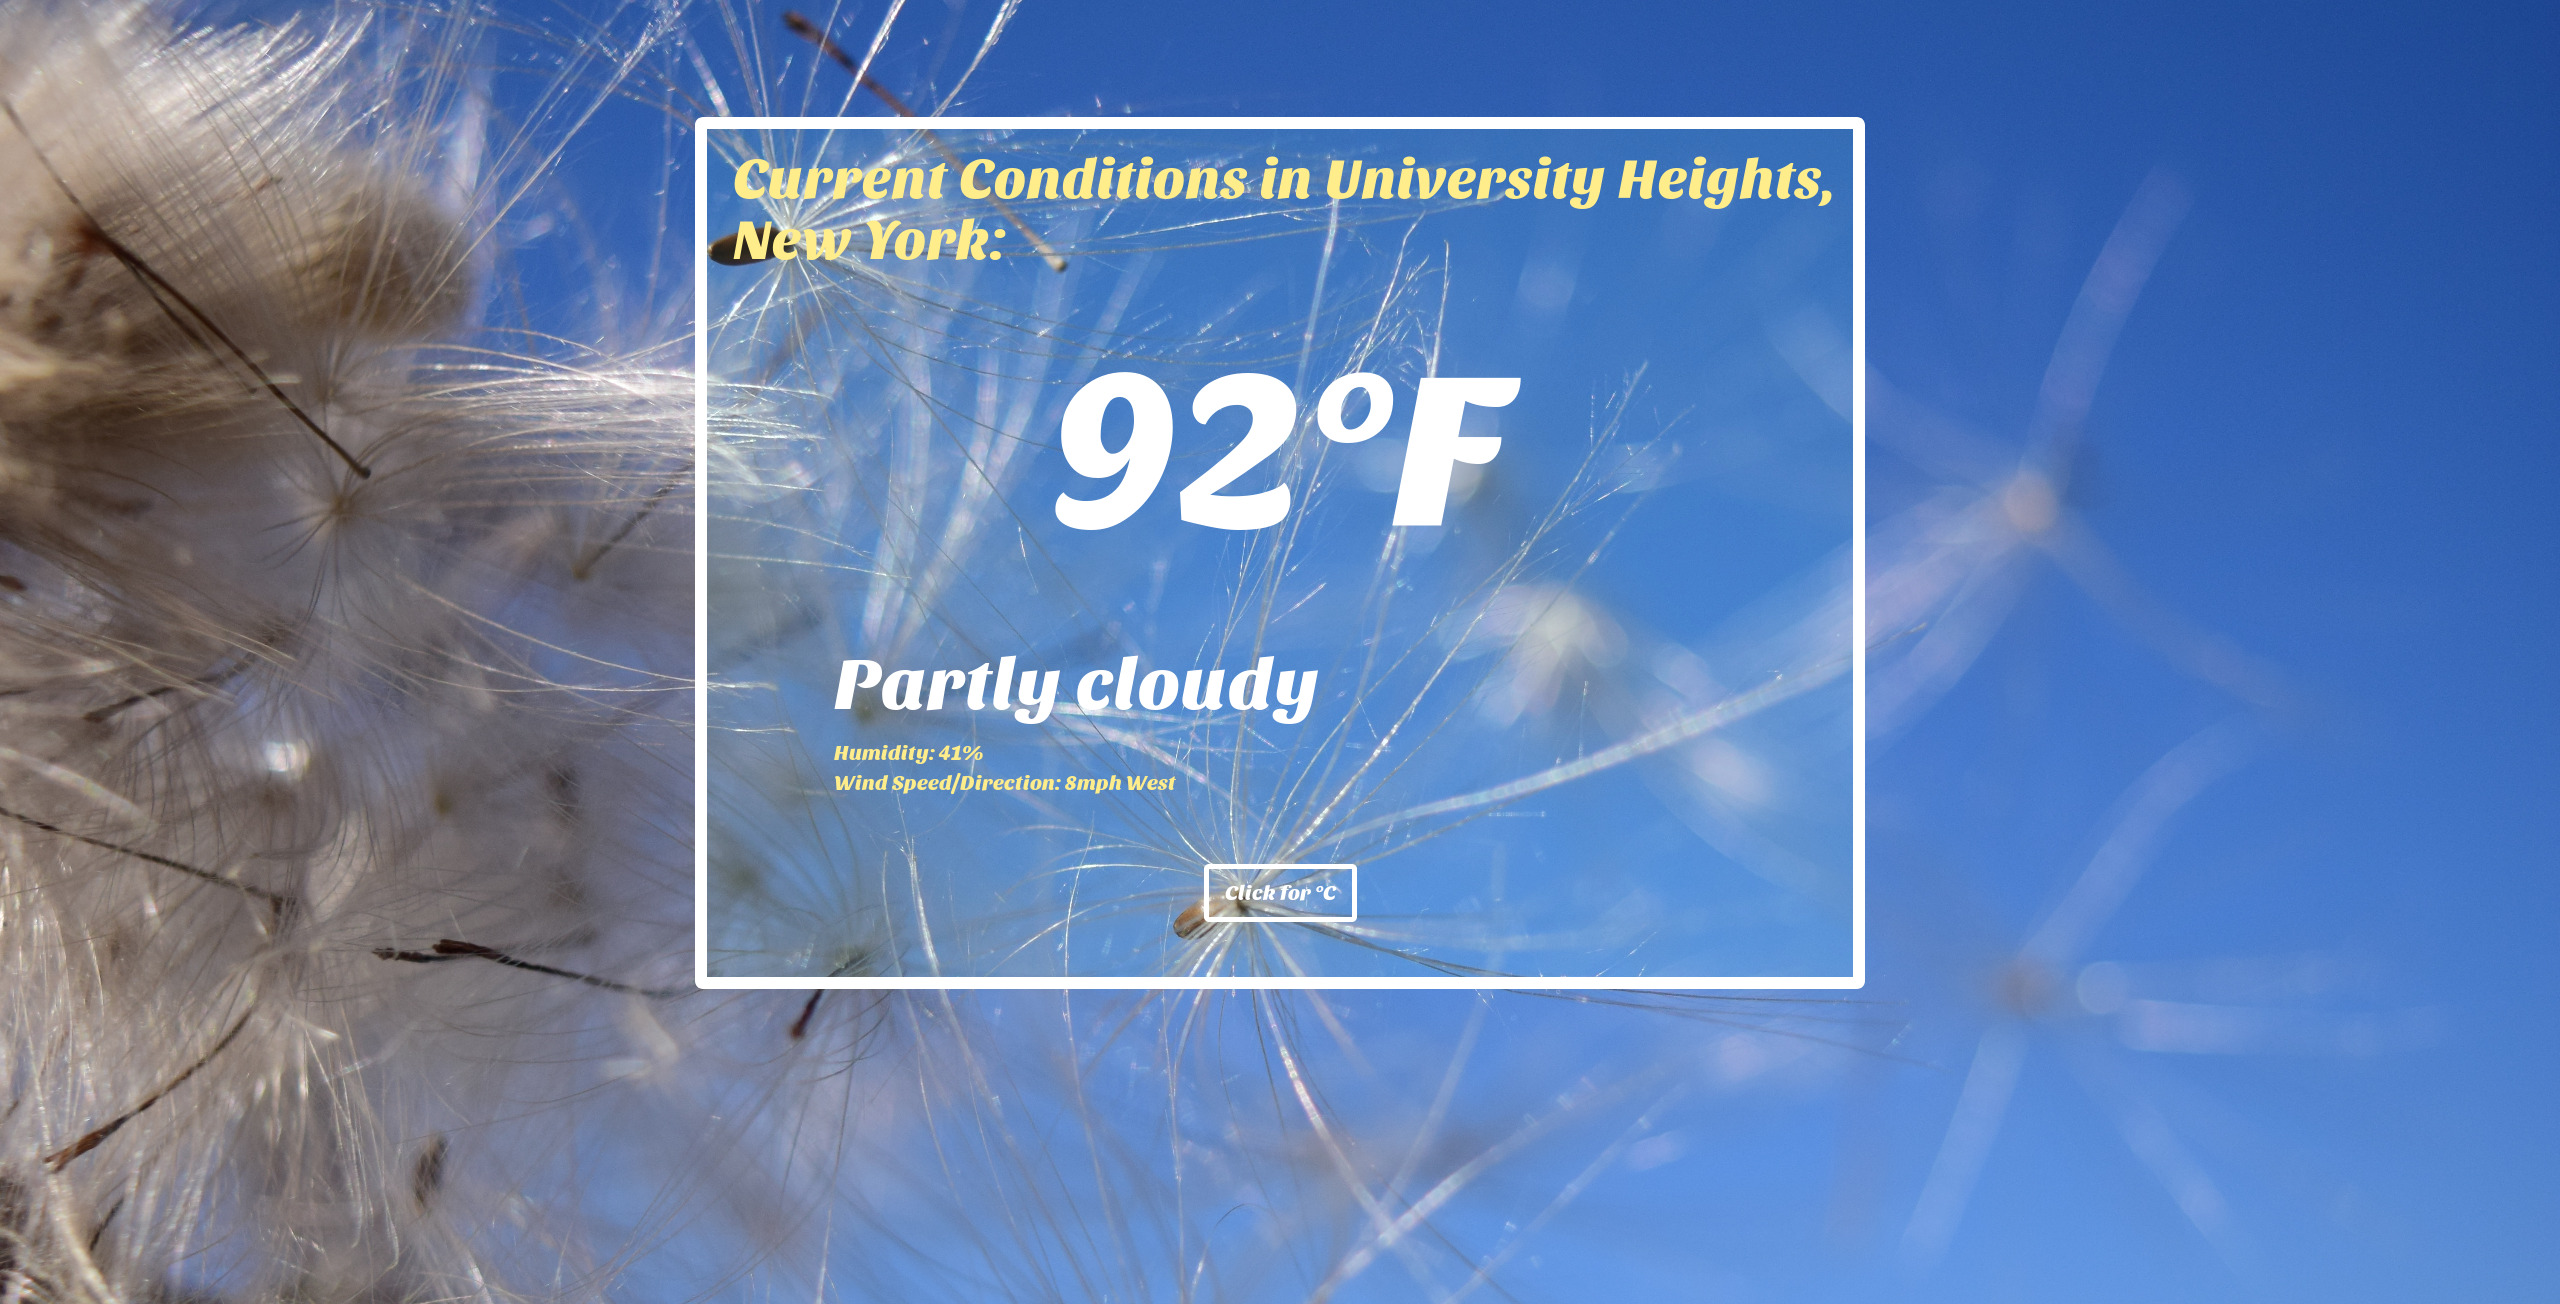 Current Conditions in University Heights,
New York:
92°F
Partly cloudy
Humidity: 41%
Wind Speed/Direction: 8mph West
Click for °C